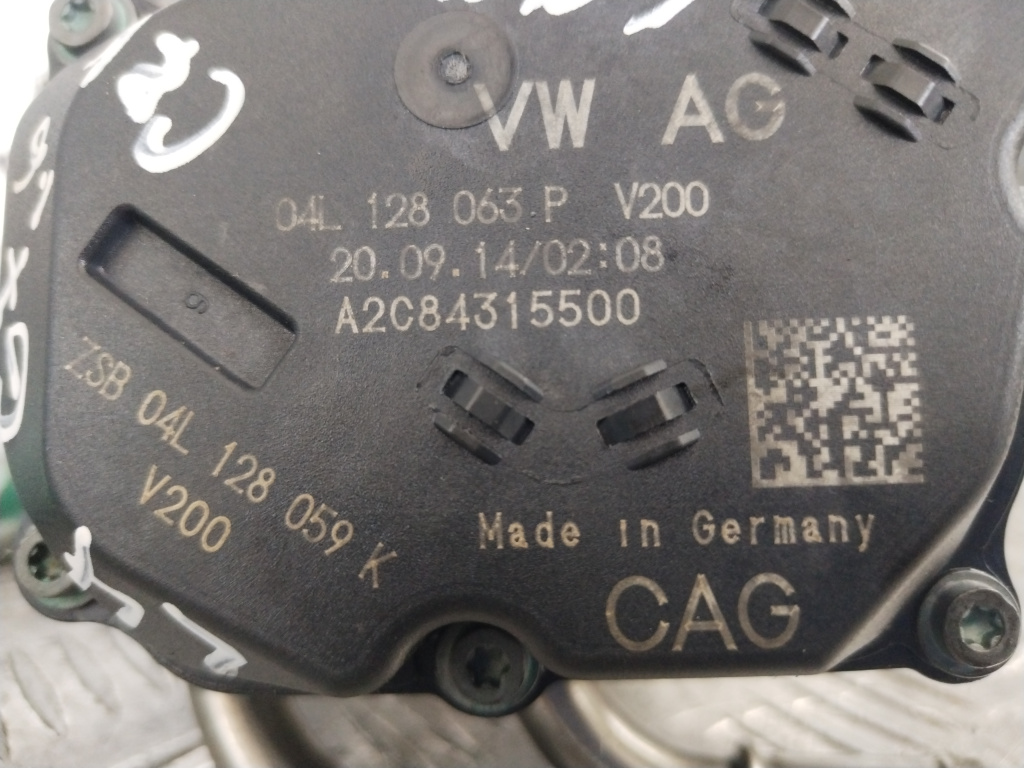 VW AG
04L 128 063 P V200
20.09.14/02:08
A2C84315500
ZSB 04L 128 059 K
V200
Made in Germany
CAG